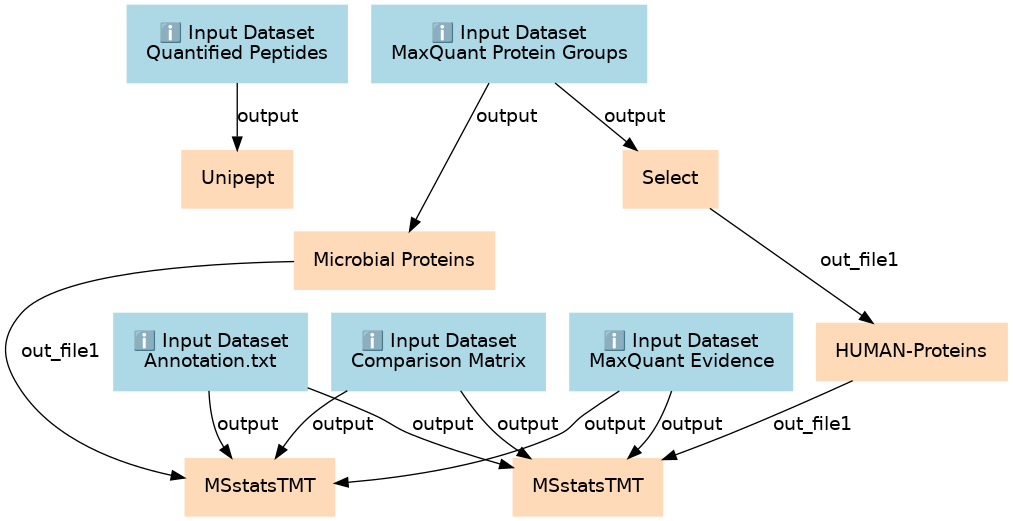 ℹ️ Input Dataset
Quantified Peptides
ℹ️ Input Dataset
MaxQuant Protein Groups
output
output
output
Unipept
Select
Microbial Proteins
out_file1
ℹ️ Input Dataset
Annotation.txt
ℹ️ Input Dataset
Comparison Matrix
ℹ️ Input Dataset
MaxQuant Evidence
HUMAN-Proteins
out_file1
output
output
output
output
output
output
out_file1
MSstatsTMT
MSstatsTMT